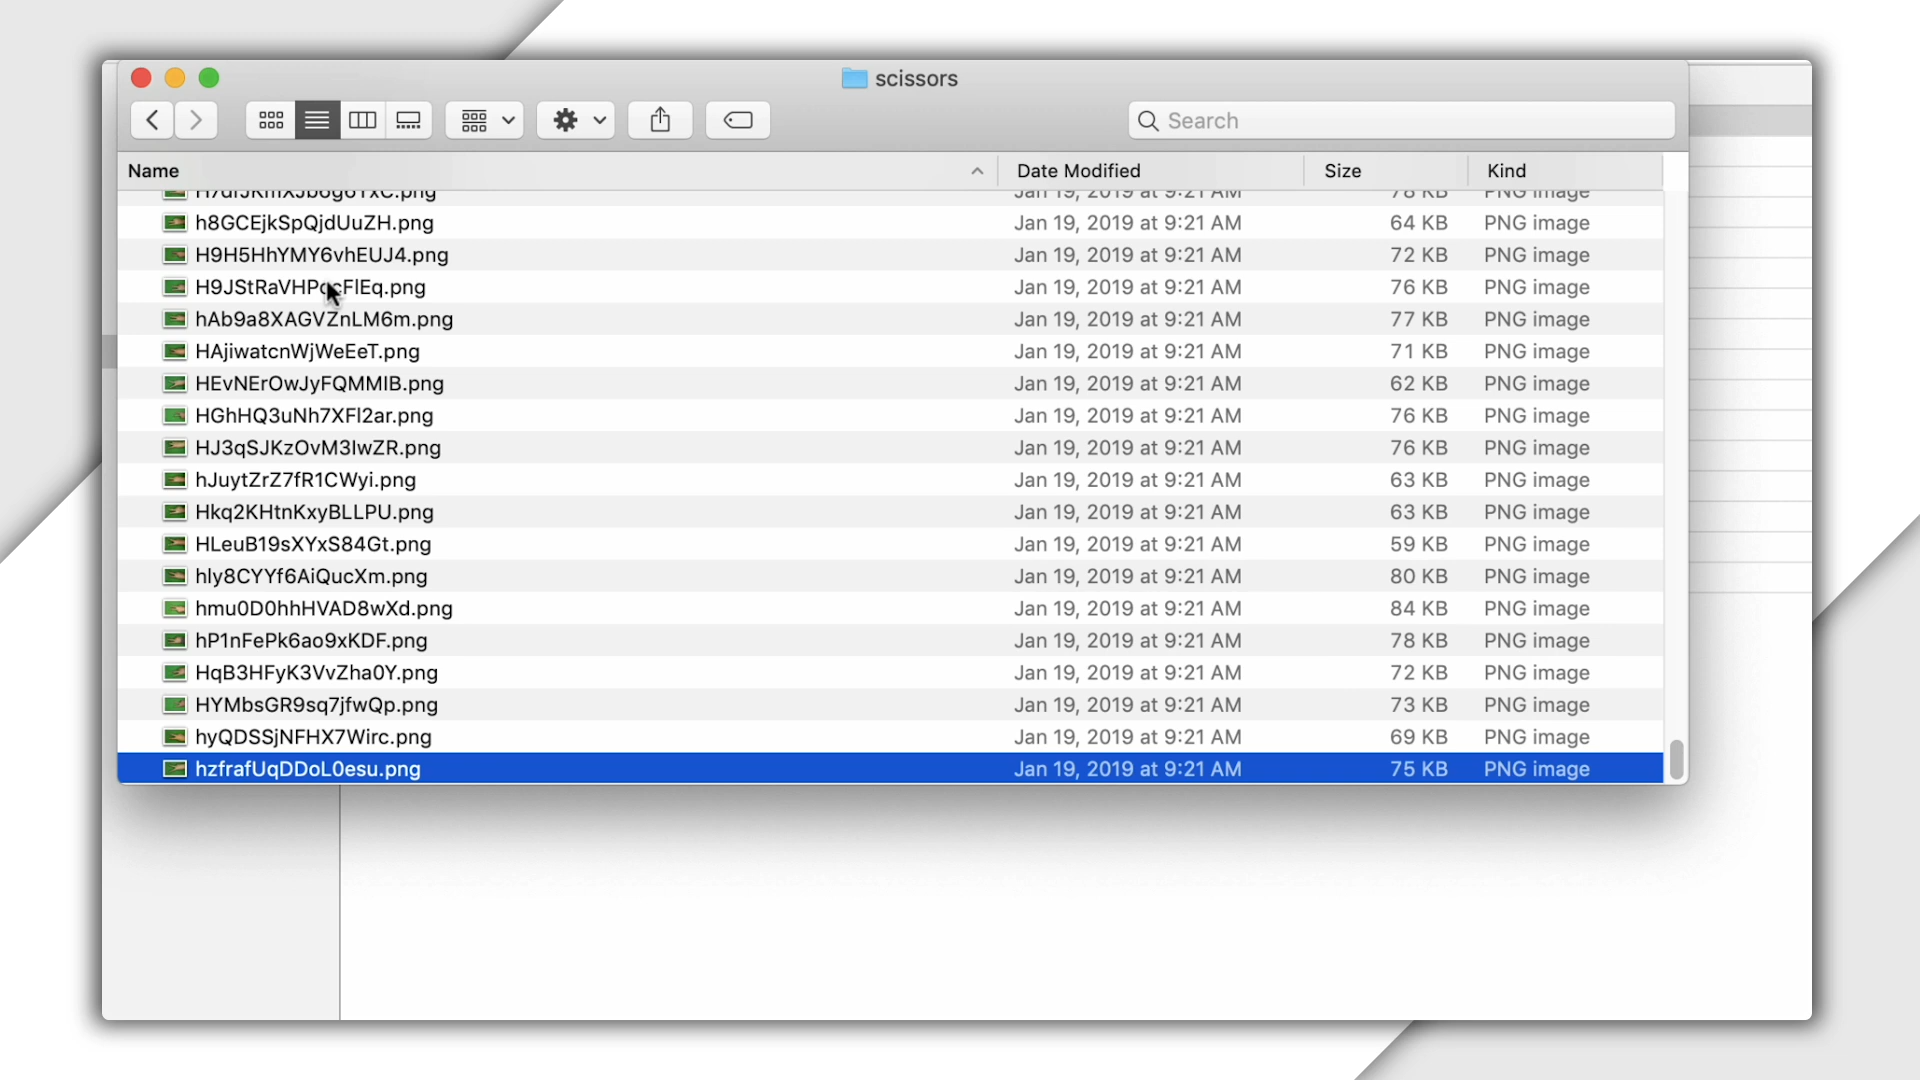 scissors
Search
Name Date Modified Size Kind
Jan 19, 2019 at 9:21 AM 78 KB PNG image
h8GCEjkSpQjdUuZH.png Jan 19, 2019 at 9:21 AM 64 KB PNG image
H9H5HhYMY6vhEUJ4.png Jan 19, 2019 at 9:21 AM 72 KB PNG image
Jan 19, 2019 at 9:21 AM 76 KB PNG image
hAb9a8XAGVZnLM6m.png Jan 19, 2019 at 9:21 AM 77 KB PNG image
HAjiwatcnWjWeEeT.png Jan 19, 2019 at 9:21 AM 71 KB PNG image
HEvNErOwJyFQMMIB.png Jan 19, 2019 at 9:21 AM 62 KB PNG image
HGhHQ3uNh7XFl2ar.png Jan 19, 2019 at 9:21 AM 76 KB PNG image
HJ3qSJKzOvM3IwZR.png Jan 19, 2019 at 9:21 AM 76 KB PNG image
hJuytZrZ7fR1CWyi.png Jan 19, 2019 at 9:21 AM 63 KB PNG image
Hkq2KHtnKxyBLLPU.png Jan 19, 2019 at 9:21 AM 63 KB PNG image
HLeuB19sXYxS84Gt.png Jan 19, 2019 at 9:21 AM 59 KB PNG image
hly8CYYf6AiQucXm.png Jan 19, 2019 at 9:21 AM 80 KB PNG image
hmu0D0hhHVAD8wXd.png Jan 19, 2019 at 9:21 AM 84 KB PNG image
hP1nFePk6ao9xKDF.png Jan 19, 2019 at 9:21 AM 78 KB PNG image
HqB3HFyK3VvZha0Y.png Jan 19, 2019 at 9:21 AM 72 KB PNG image
HYMbsGR9sq7jfwQp.png Jan 19, 2019 at 9:21 AM 73 KB PNG image
hyQDSSjNFHX7Wirc.png Jan 19, 2019 at 9:21 AM 69 KB PNG image
hzfrafUqDDoL0esu.png Jan 19, 2019 at 9:21 AM 75 KB PNG image